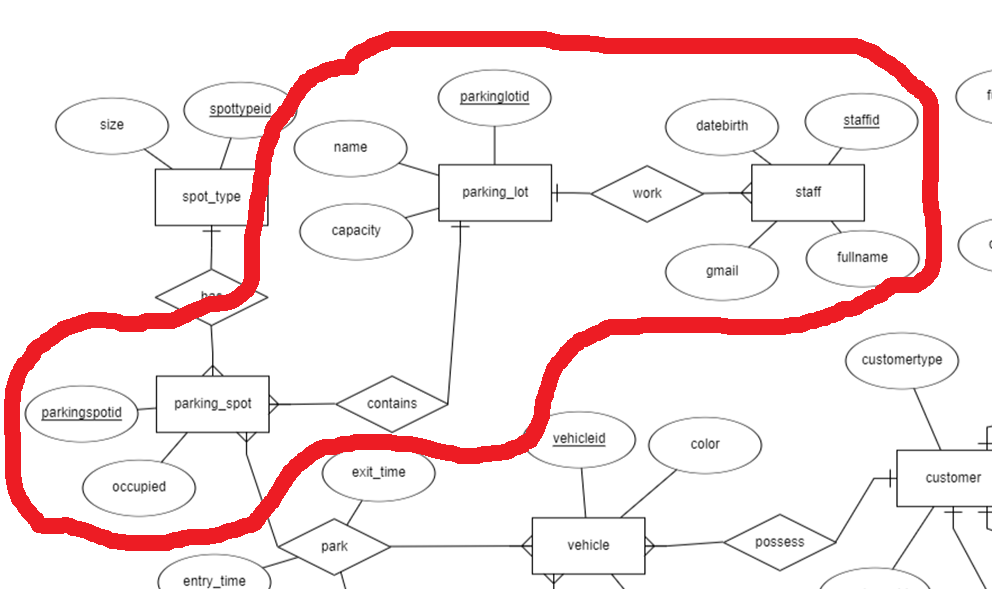 parkinglotid
spottypeid
size
datebirth
staffid
name
spot_type
parking_lot
work
staff
capacity
gmail
fullname
customertype
parking_spot
contains
parkingspotid
vehicleid
color
occupied
exit_time
customer
park
vehicle
possess
entry_time